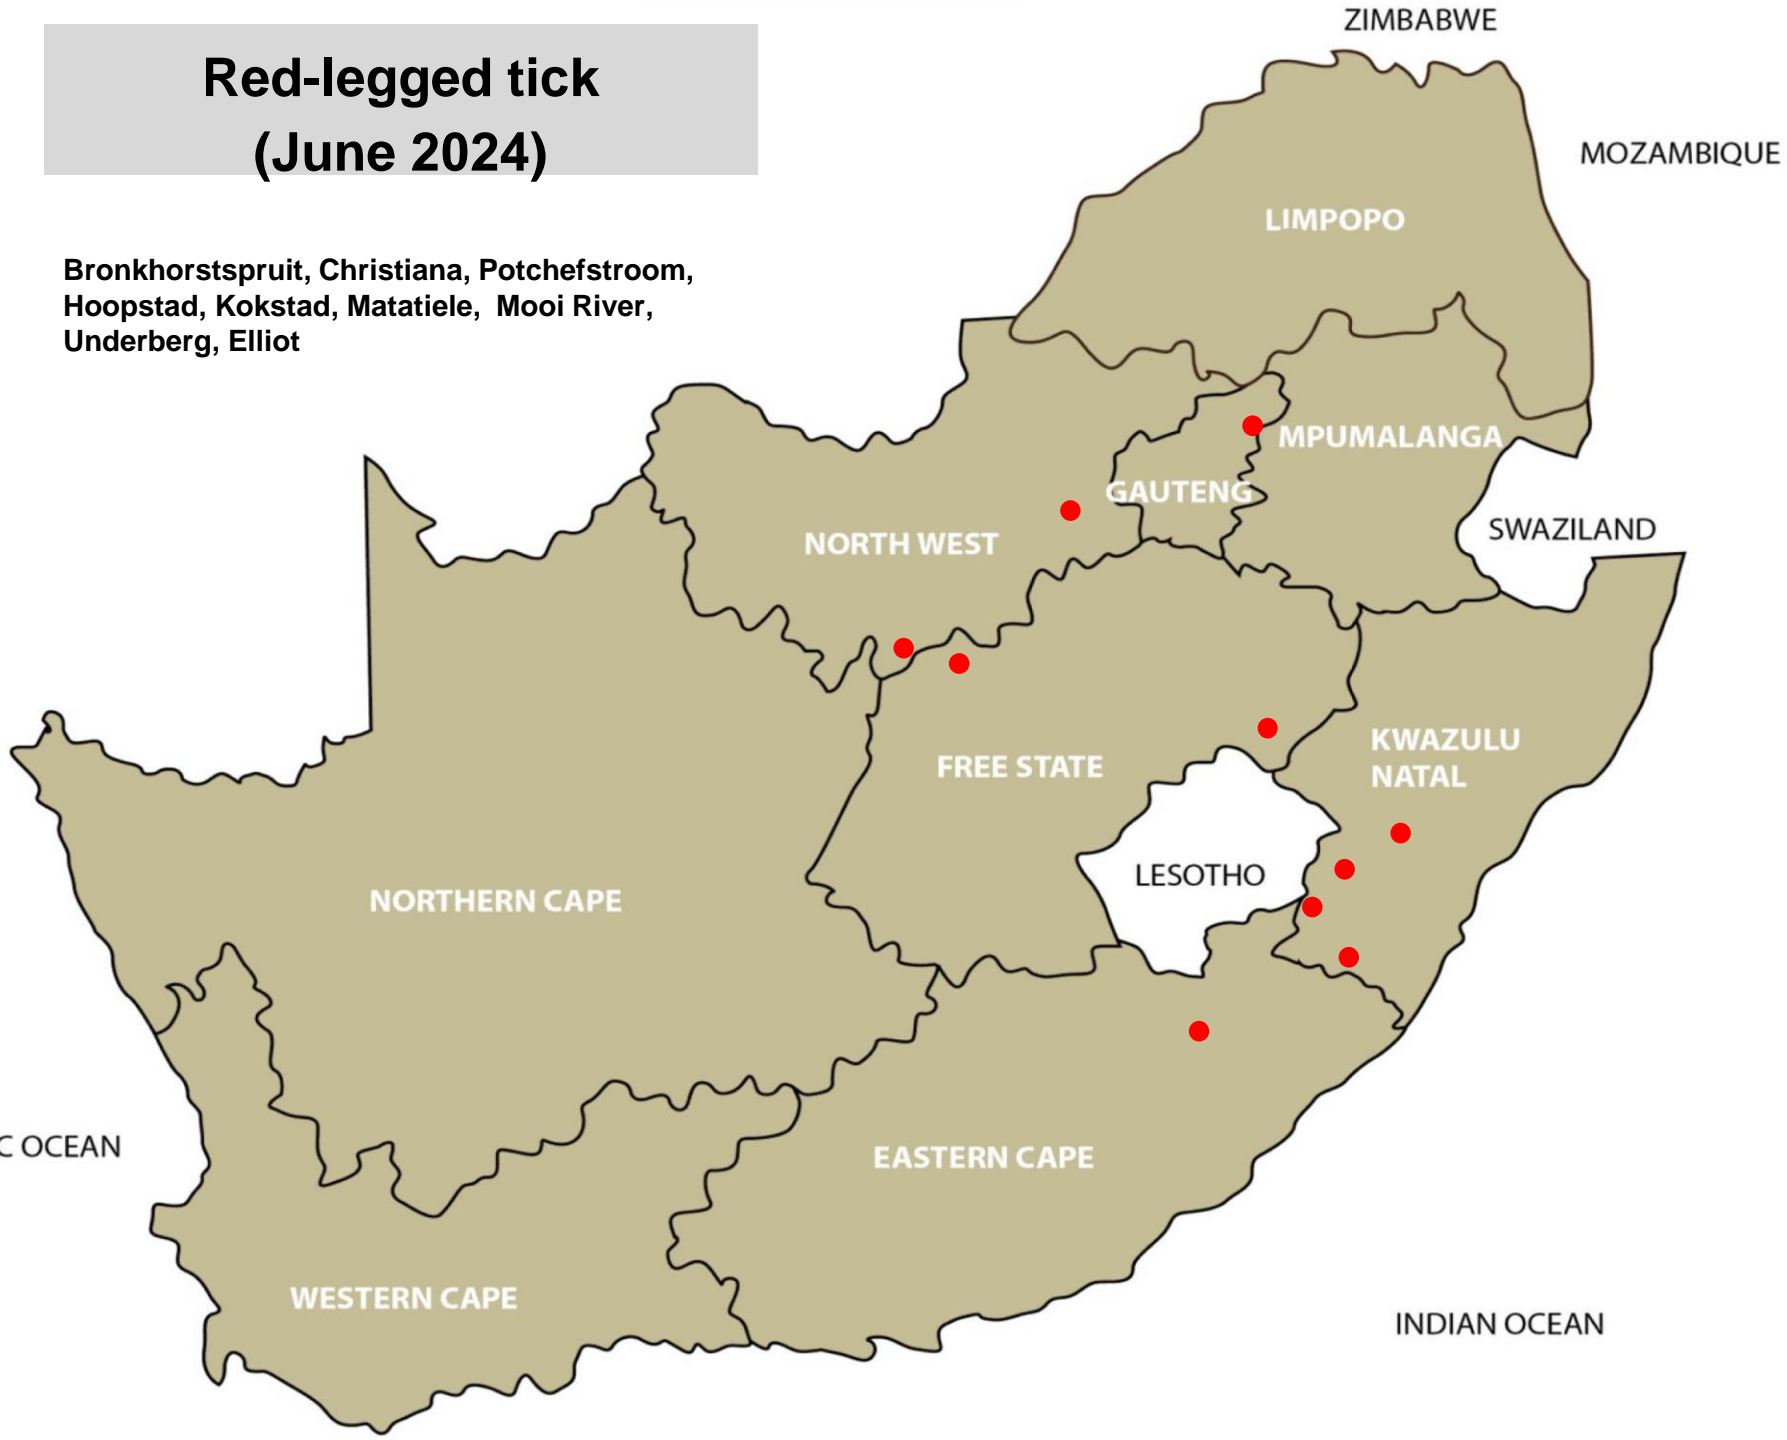 Red-legged tick
(June 2024)
Bronkhorstspruit, Christiana, Potchefstroom,
Hoopstad, Kokstad, Matatiele, Mooi River,
Underberg, Elliot
ZIMBABWE
MOZAMBIQUE
LIMPOPO
MPUMALANGA
GAUTENG
SWAZILAND
NORTH WEST
KWAZULU
NATAL
FREE STATE
LESOTHO
NORTHERN CAPE
C OCEAN
EASTERN CAPE
WESTERN CAPE
INDIAN OCEAN